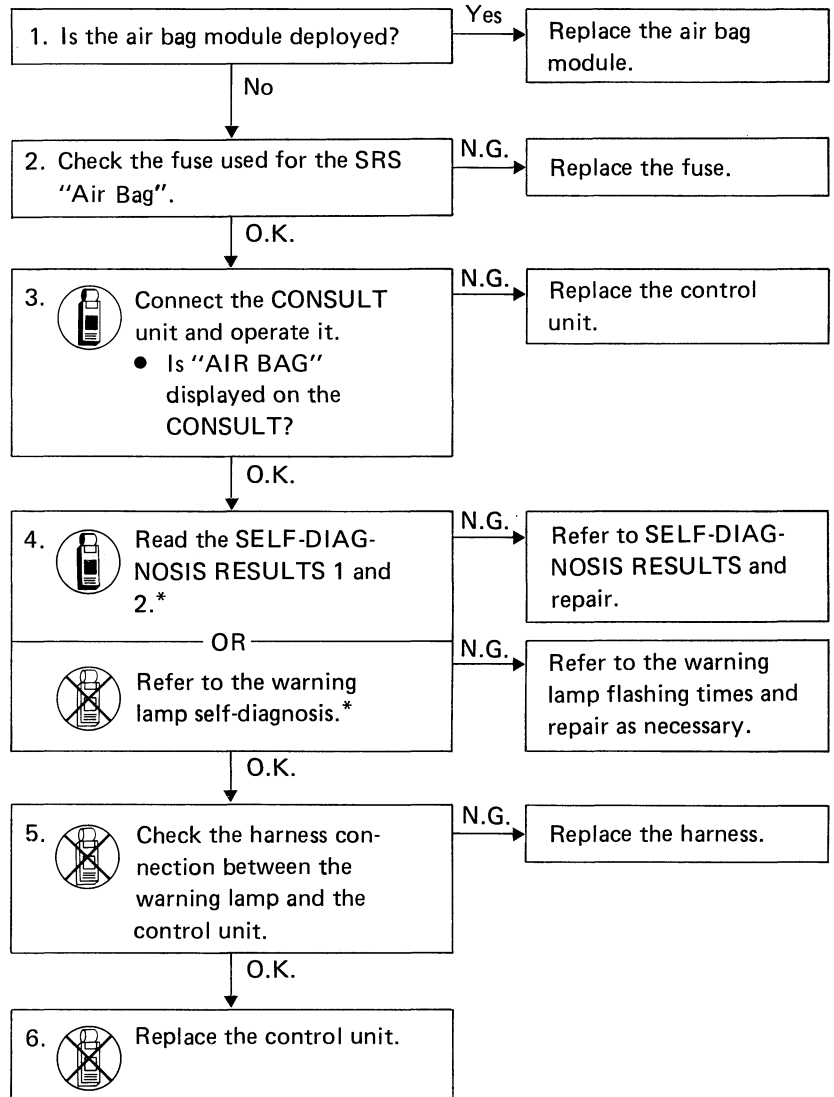 1. Is the air bag module deployed?
Yes
Replace the air bag
module.
No
2. Check the fuse used for the SRS
"Air Bag".
N.G.
Replace the fuse.
O.K.
3. Connect the CONSULT
unit and operate it.
● Is "AIR BAG"
displayed on the
CONSULT?
N.G.
Replace the control
unit.
O.K.
4. Read the SELF-DIAG-
NOSIS RESULTS 1 and
2.*
N.G.
Refer to SELF-DIAG-
NOSIS RESULTS and
repair.
OR
Refer to the warning
lamp self-diagnosis.*
N.G.
Refer to the warning
lamp flashing times and
repair as necessary.
O.K.
5. Check the harness con-
nection between the
warning lamp and the
control unit.
N.G.
Replace the harness.
O.K.
6. Replace the control unit.